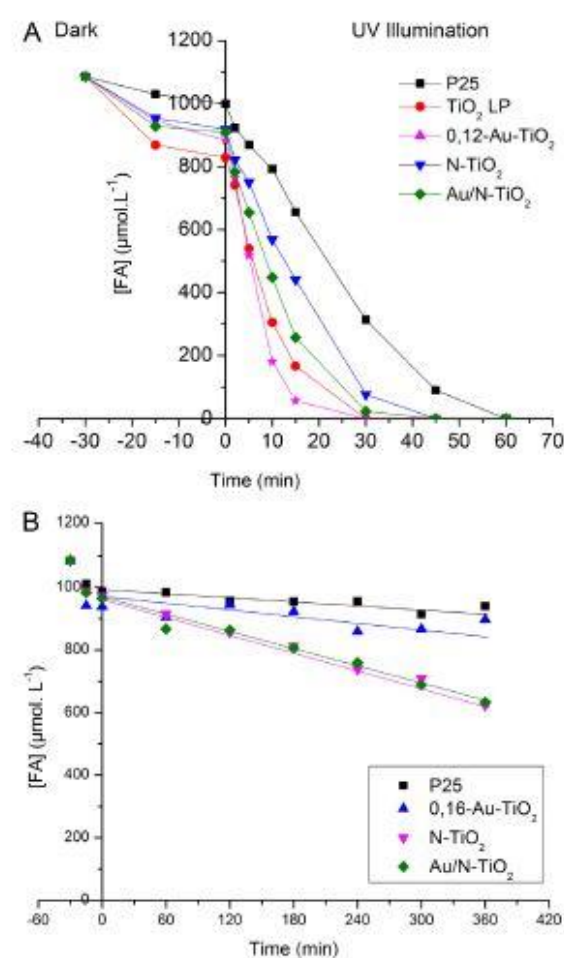 A Dark UV Illumination
1200
1000
800
600
400
200
0
[FA] (µmol.L⁻¹)
P25
TiO₂ LP
0,12-Au-TiO₂
N-TiO₂
Au/N-TiO₂
-40 -30 -20 -10 0 10 20 30 40 50 60 70
Time (min)
B
1200
1000
800
600
400
200
0
[FA] (µmol. L⁻¹)
P25
0,16-Au-TiO₂
N-TiO₂
Au/N-TiO₂
-60 0 60 120 180 240 300 360 420
Time (min)